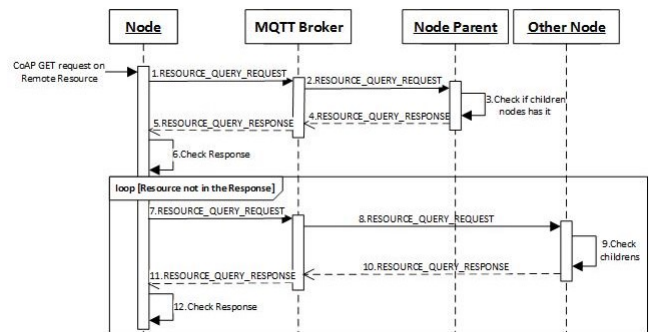 Node
MQTT Broker
Node Parent
Other Node
CoAP GET request on
Remote Resource
1.RESOURCE_QUERY_REQUEST
2.RESOURCE_QUERY_REQUEST
3.Check if children
nodes has it
4.RESOURCE_QUERY_RESPONSE
5.RESOURCE_QUERY_RESPONSE
6.Check Response
loop [Resource not in the Response]
7.RESOURCE_QUERY_REQUEST
8.RESOURCE_QUERY_REQUEST
9.Check
childrens
10.RESOURCE_QUERY_RESPONSE
11.RESOURCE_QUERY_RESPONSE
12.Check Response